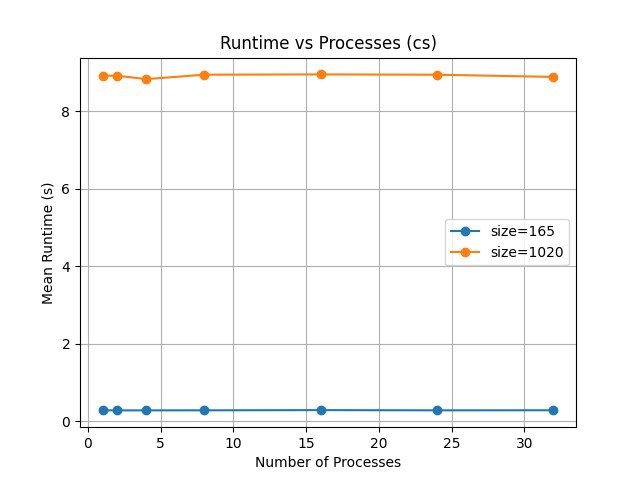 Runtime vs Processes (cs)
Mean Runtime (s)
8
6
4
2
0
size=165
size=1020
0 5 10 15 20 25 30
Number of Processes